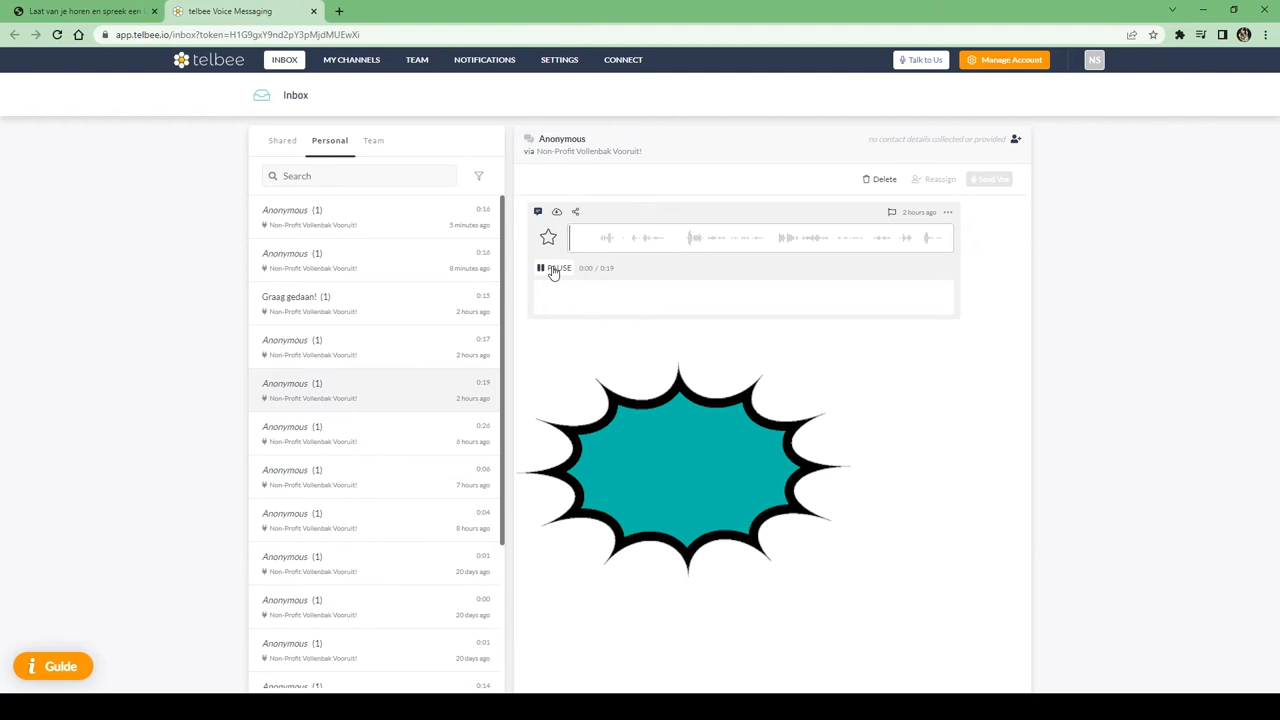 Laat van je horen en spreek een
telbee Voice Messaging
app.telbee.io/inbox?token=H1G9gxY9nd2pY3pMjdMUEwXi
telbee
INBOX
MY CHANNELS
TEAM
NOTIFICATIONS
SETTINGS
CONNECT
Talk to Us
Manage Account
NS
Inbox
Shared
Personal
Team
Search
Anonymous (1)
0:16
Non-Profit Vollenbak Vooruit!
5 minutes ago
Anonymous (1)
0:16
Non-Profit Vollenbak Vooruit!
8 minutes ago
Graag gedaan! (1)
0:15
Non-Profit Vollenbak Vooruit!
2 hours ago
Anonymous (1)
0:17
Non-Profit Vollenbak Vooruit!
2 hours ago
Anonymous (1)
0:19
Non-Profit Vollenbak Vooruit!
2 hours ago
Anonymous (1)
0:26
Non-Profit Vollenbak Vooruit!
6 hours ago
Anonymous (1)
0:06
Non-Profit Vollenbak Vooruit!
7 hours ago
Anonymous (1)
0:04
Non-Profit Vollenbak Vooruit!
8 hours ago
Anonymous (1)
0:01
Non-Profit Vollenbak Vooruit!
20 days ago
Anonymous (1)
0:00
Non-Profit Vollenbak Vooruit!
20 days ago
Anonymous (1)
0:01
Non-Profit Vollenbak Vooruit!
20 days ago
Anonymous (1)
0:14
Anonymous
via Non-Profit Vollenbak Vooruit!
no contact details collected or provided
Delete
Reassign
Send Vox
2 hours ago
PAUSE
0:00 / 0:19
Guide